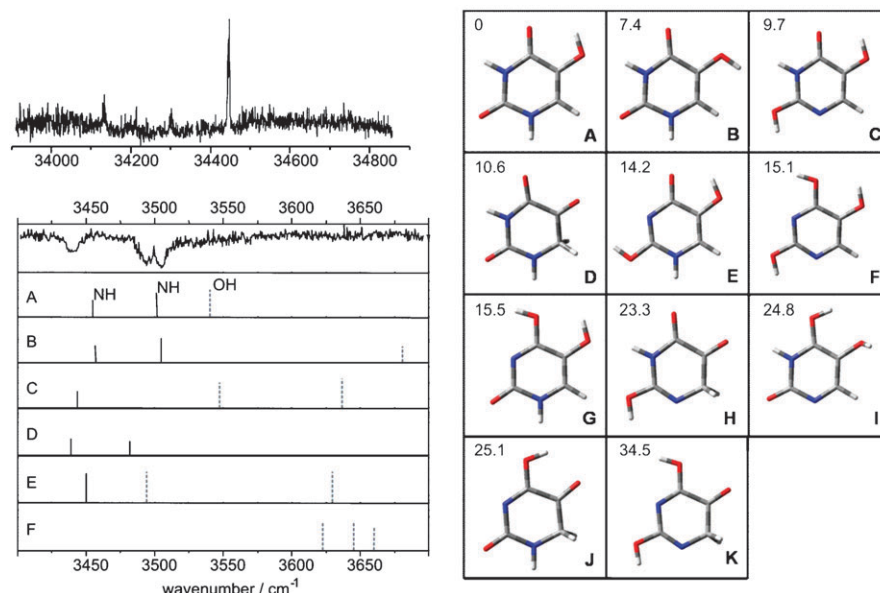 34000 34200 34400 34600 34800
3450 3500 3550 3600 3650
A NH NH OH
B
C
D
E
F
3450 3500 3550 3600 3650
wavenumber / cm⁻¹
0 7.4 9.7
A B C
10.6 14.2 15.1
D E F
15.5 23.3 24.8
G H I
25.1 34.5
J K